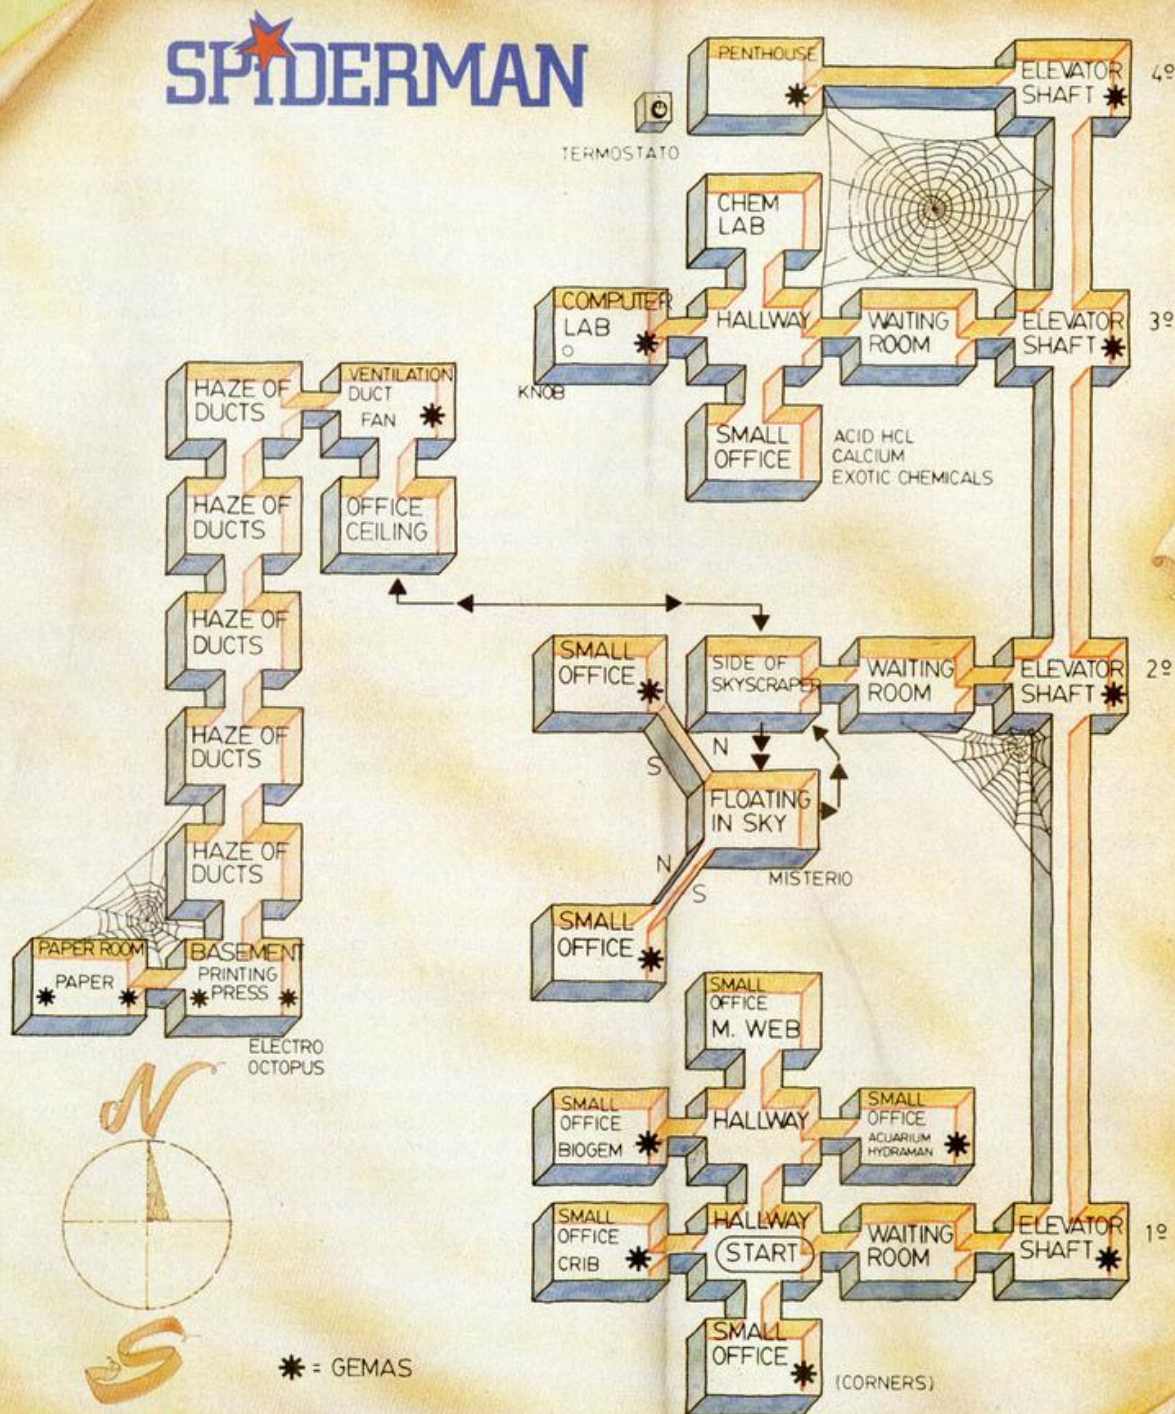 SPIDERMAN
PENTHOUSE
ELEVATOR
SHAFT
4º
TERMOSTATO
CHEM
LAB
COMPUTER
LAB
KNOB
HALLWAY
WAITING
ROOM
ELEVATOR
SHAFT
3º
SMALL
OFFICE
ACID HCL
CALCIUM
EXOTIC CHEMICALS
HAZE OF
DUCTS
VENTILATION
DUCT
FAN
HAZE OF
DUCTS
OFFICE
CEILING
HAZE OF
DUCTS
HAZE OF
DUCTS
HAZE OF
DUCTS
PAPER ROOM
PAPER
BASEMENT
PRINTING
PRESS
ELECTRO
OCTOPUS
SMALL
OFFICE
SIDE OF
SKYSCRAPER
WAITING
ROOM
ELEVATOR
SHAFT
2º
N
S
FLOATING
IN SKY
N
S
MISTERIO
SMALL
OFFICE
SMALL
OFFICE
M. WEB
SMALL
OFFICE
BIOGEM
HALLWAY
SMALL
OFFICE
ACUARIUM
HYDRAMAN
SMALL
OFFICE
CRIB
HALLWAY
START
WAITING
ROOM
ELEVATOR
SHAFT
1º
SMALL
OFFICE
(CORNERS)
N
S
= GEMAS